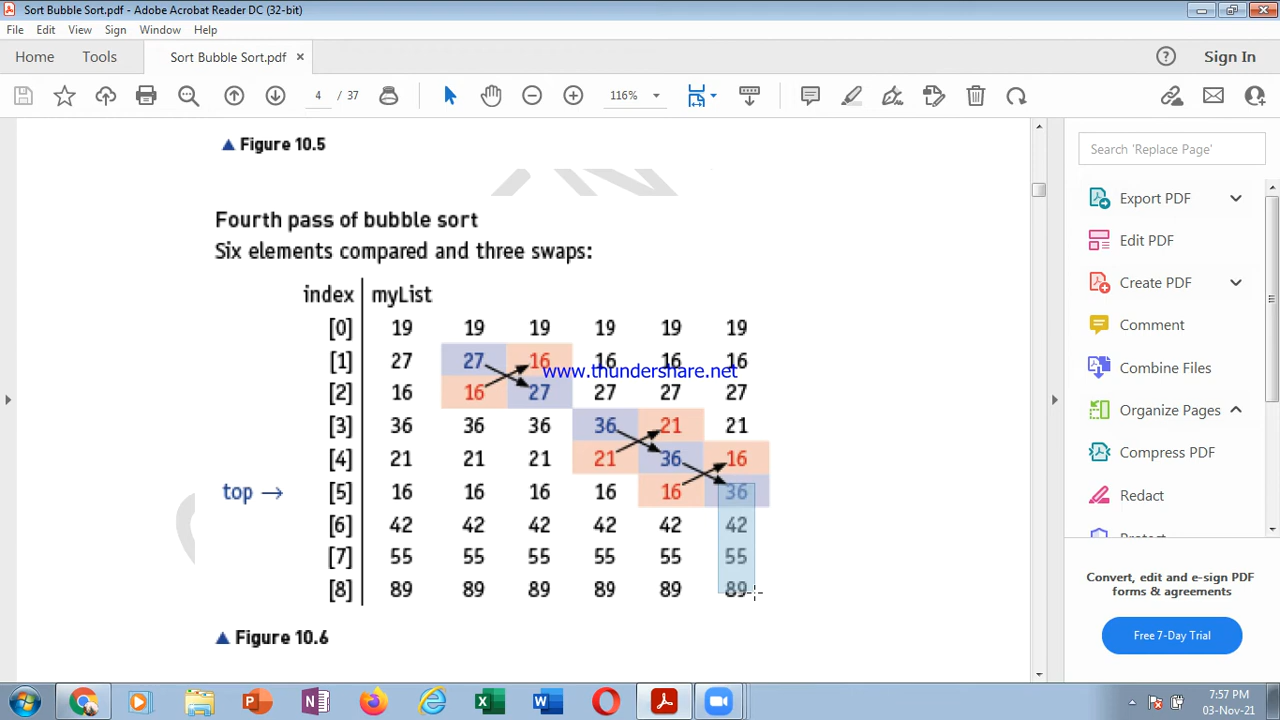 Sort Bubble Sort.pdf - Adobe Acrobat Reader DC (32-bit)
File Edit View Sign Window Help
Home Tools Sort Bubble Sort.pdf × Sign In
4 / 37 116%
▲ Figure 10.5
Fourth pass of bubble sort
Six elements compared and three swaps:
index myList
[0] 19 19 19 19 19 19
[1] 27 27 16 16 16 16
www.thundershare.net
[2] 16 16 27 27 27 27
[3] 36 36 36 36 21 21
[4] 21 21 21 21 36 16
top → [5] 16 16 16 16 16 36
[6] 42 42 42 42 42 42
[7] 55 55 55 55 55 55
[8] 89 89 89 89 89 89
▲ Figure 10.6
Search 'Replace Page'
Export PDF
Edit PDF
Create PDF
Comment
Combine Files
Organize Pages
Compress PDF
Redact
Protect
Convert, edit and e-sign PDF
forms & agreements
Free 7-Day Trial
7:57 PM
03-Nov-21